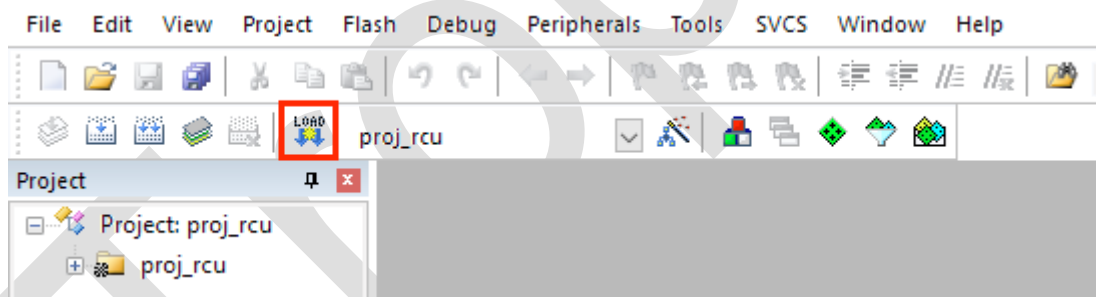 File Edit View Project Flash Debug Peripherals Tools SVCS Window Help
LOAD
proj_rcu
Project
Project: proj_rcu
proj_rcu